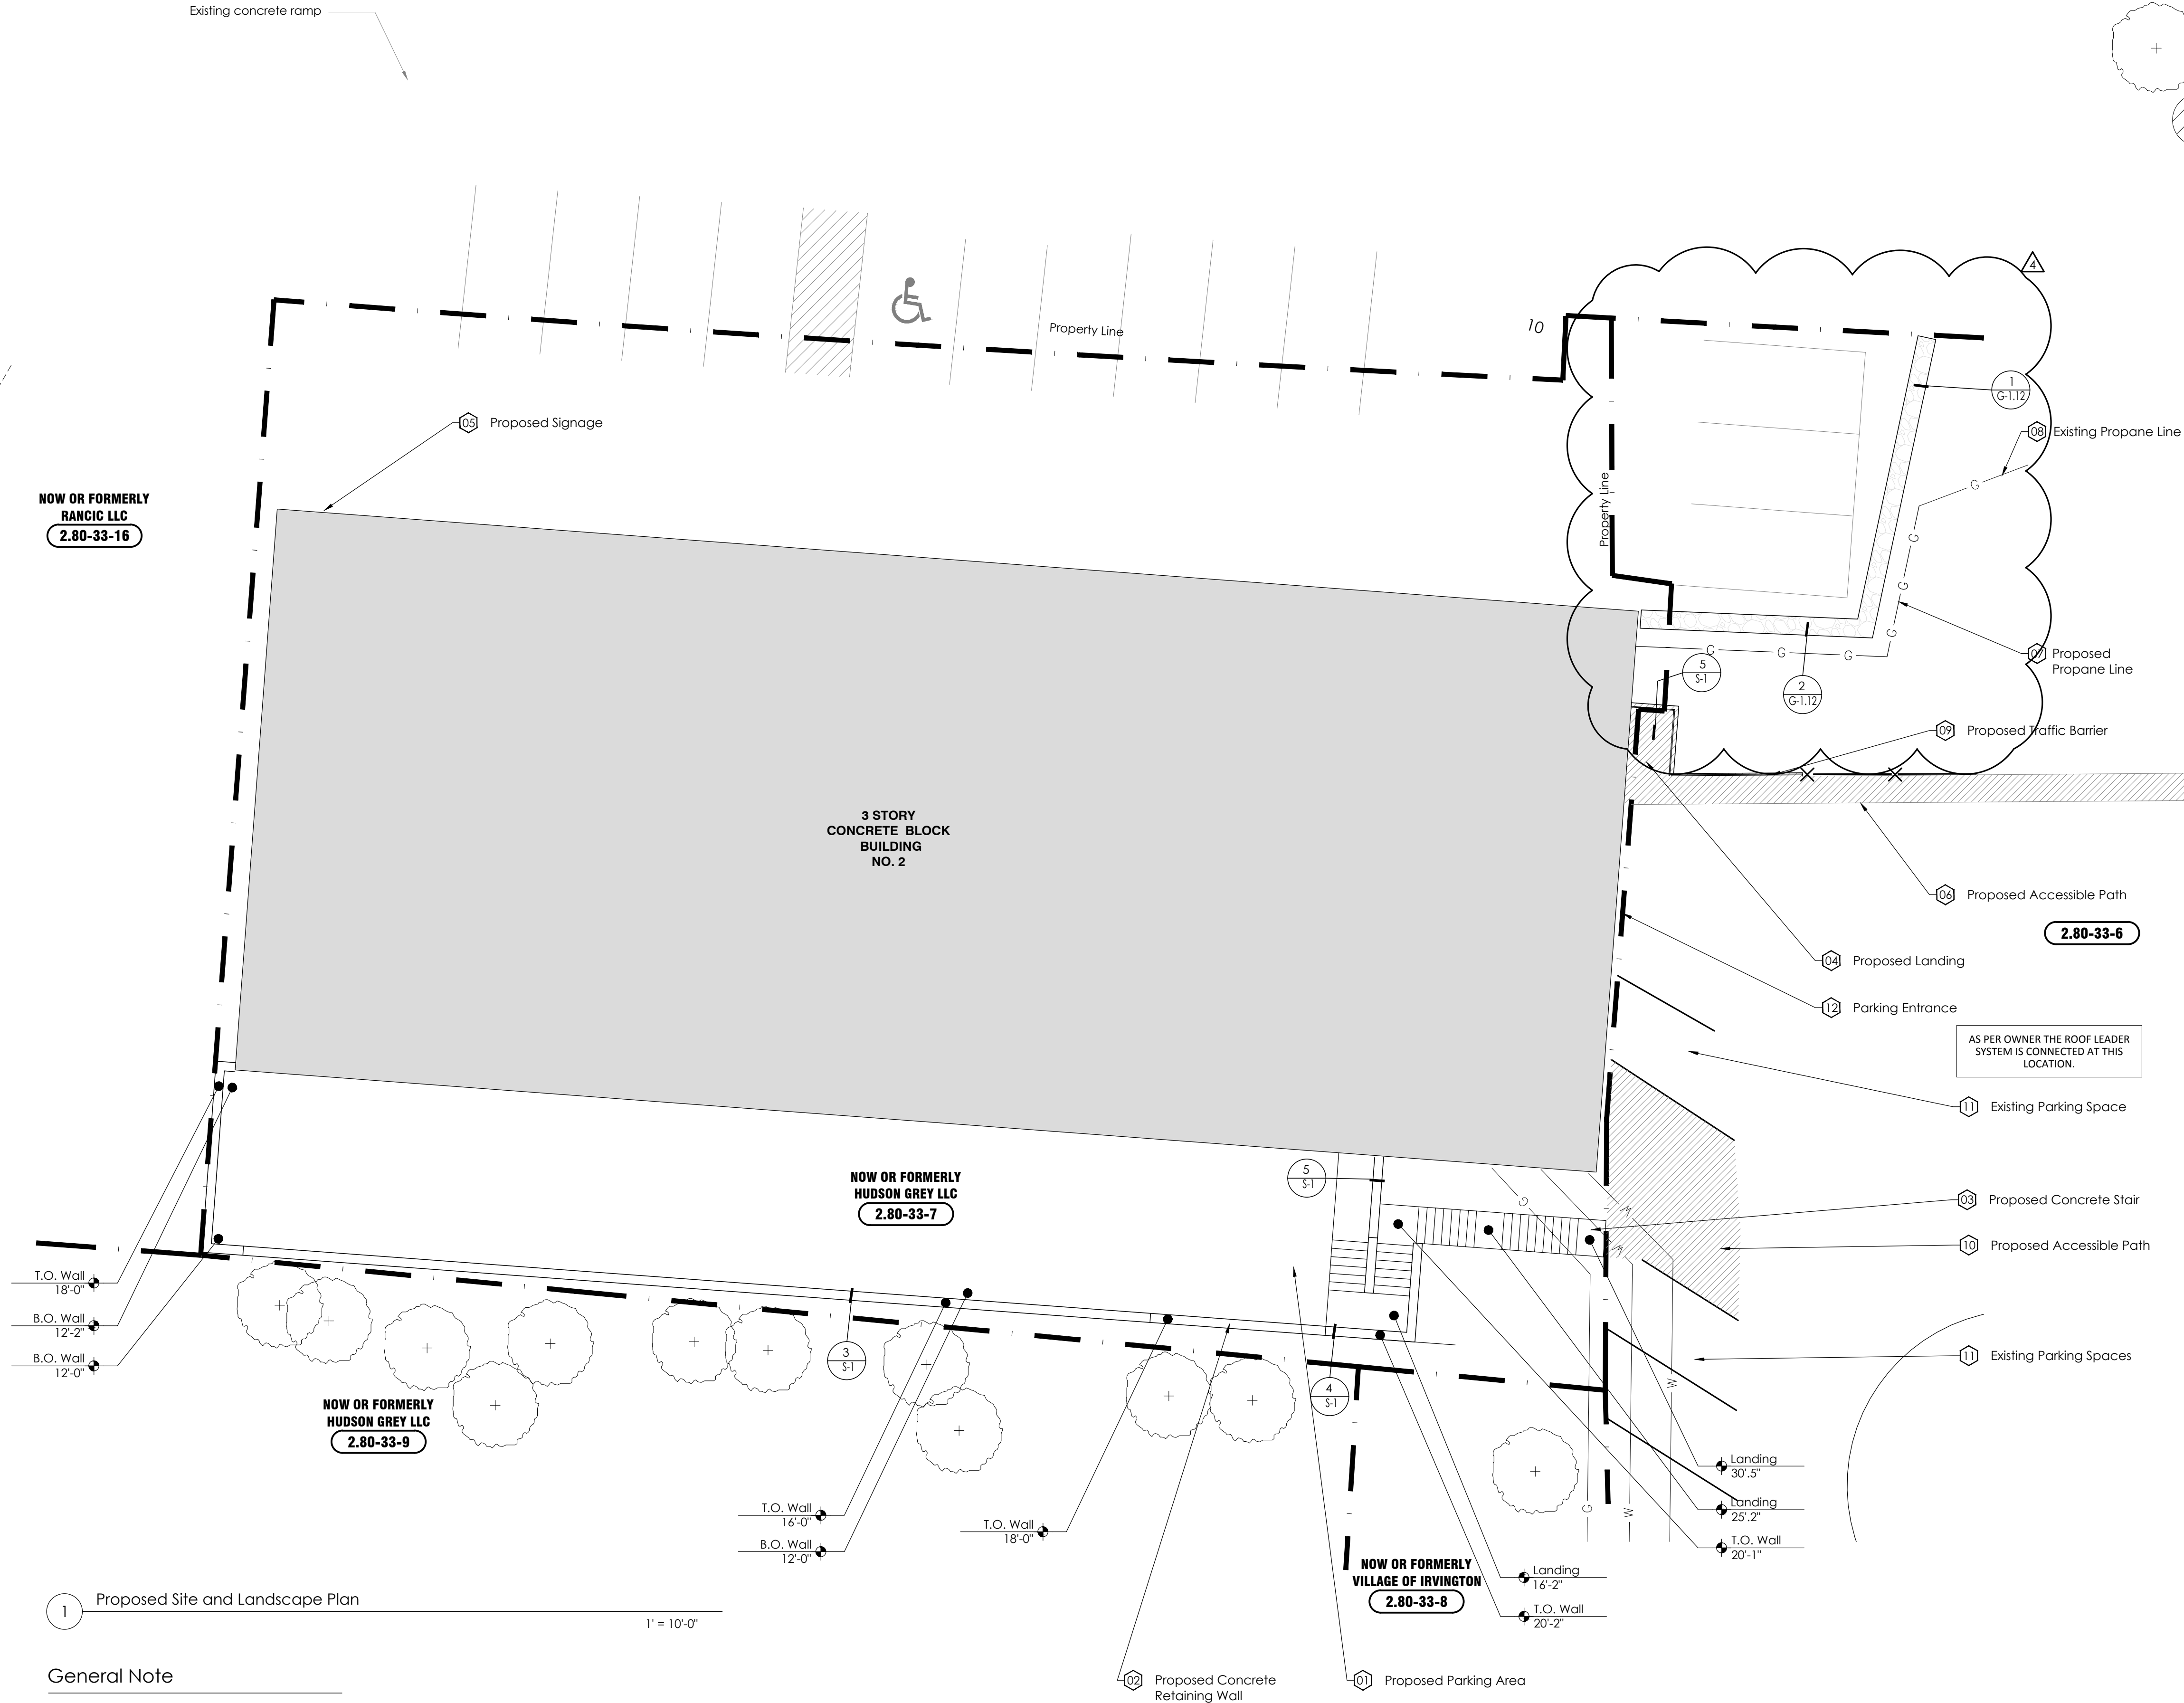 Existing concrete ramp
4
10
Property Line
1
G-1.12
05 Proposed Signage
08 Existing Propane Line
G
NOW OR FORMERLY
RANCIC LLC
2.80-33-16
Property Line
G
G
G
07 Proposed
Propane Line
G
G
G
5
S-1
2
G-1.12
09 Proposed Traffic Barrier
3 STORY
CONCRETE BLOCK
BUILDING
NO. 2
06 Proposed Accessible Path
2.80-33-6
04 Proposed Landing
12 Parking Entrance
AS PER OWNER THE ROOF LEADER
SYSTEM IS CONNECTED AT THIS
LOCATION.
11 Existing Parking Space
NOW OR FORMERLY
HUDSON GREY LLC
2.80-33-7
5
S-1
G
W
W
03 Proposed Concrete Stair
10 Proposed Accessible Path
T.O. Wall
18'-0"
B.O. Wall
12'-2"
B.O. Wall
12'-0"
3
S-1
4
S-1
W
11 Existing Parking Spaces
NOW OR FORMERLY
HUDSON GREY LLC
2.80-33-9
Landing
30'.5"
Landing
25'.2"
T.O. Wall
20'-1"
G
W
T.O. Wall
16'-0"
B.O. Wall
12'-0"
T.O. Wall
18'-0"
NOW OR FORMERLY
VILLAGE OF IRVINGTON
2.80-33-8
Landing
16'-2"
T.O. Wall
20'-2"
1 Proposed Site and Landscape Plan
1' = 10'-0"
General Note
02 Proposed Concrete
Retaining Wall
01 Proposed Parking Area